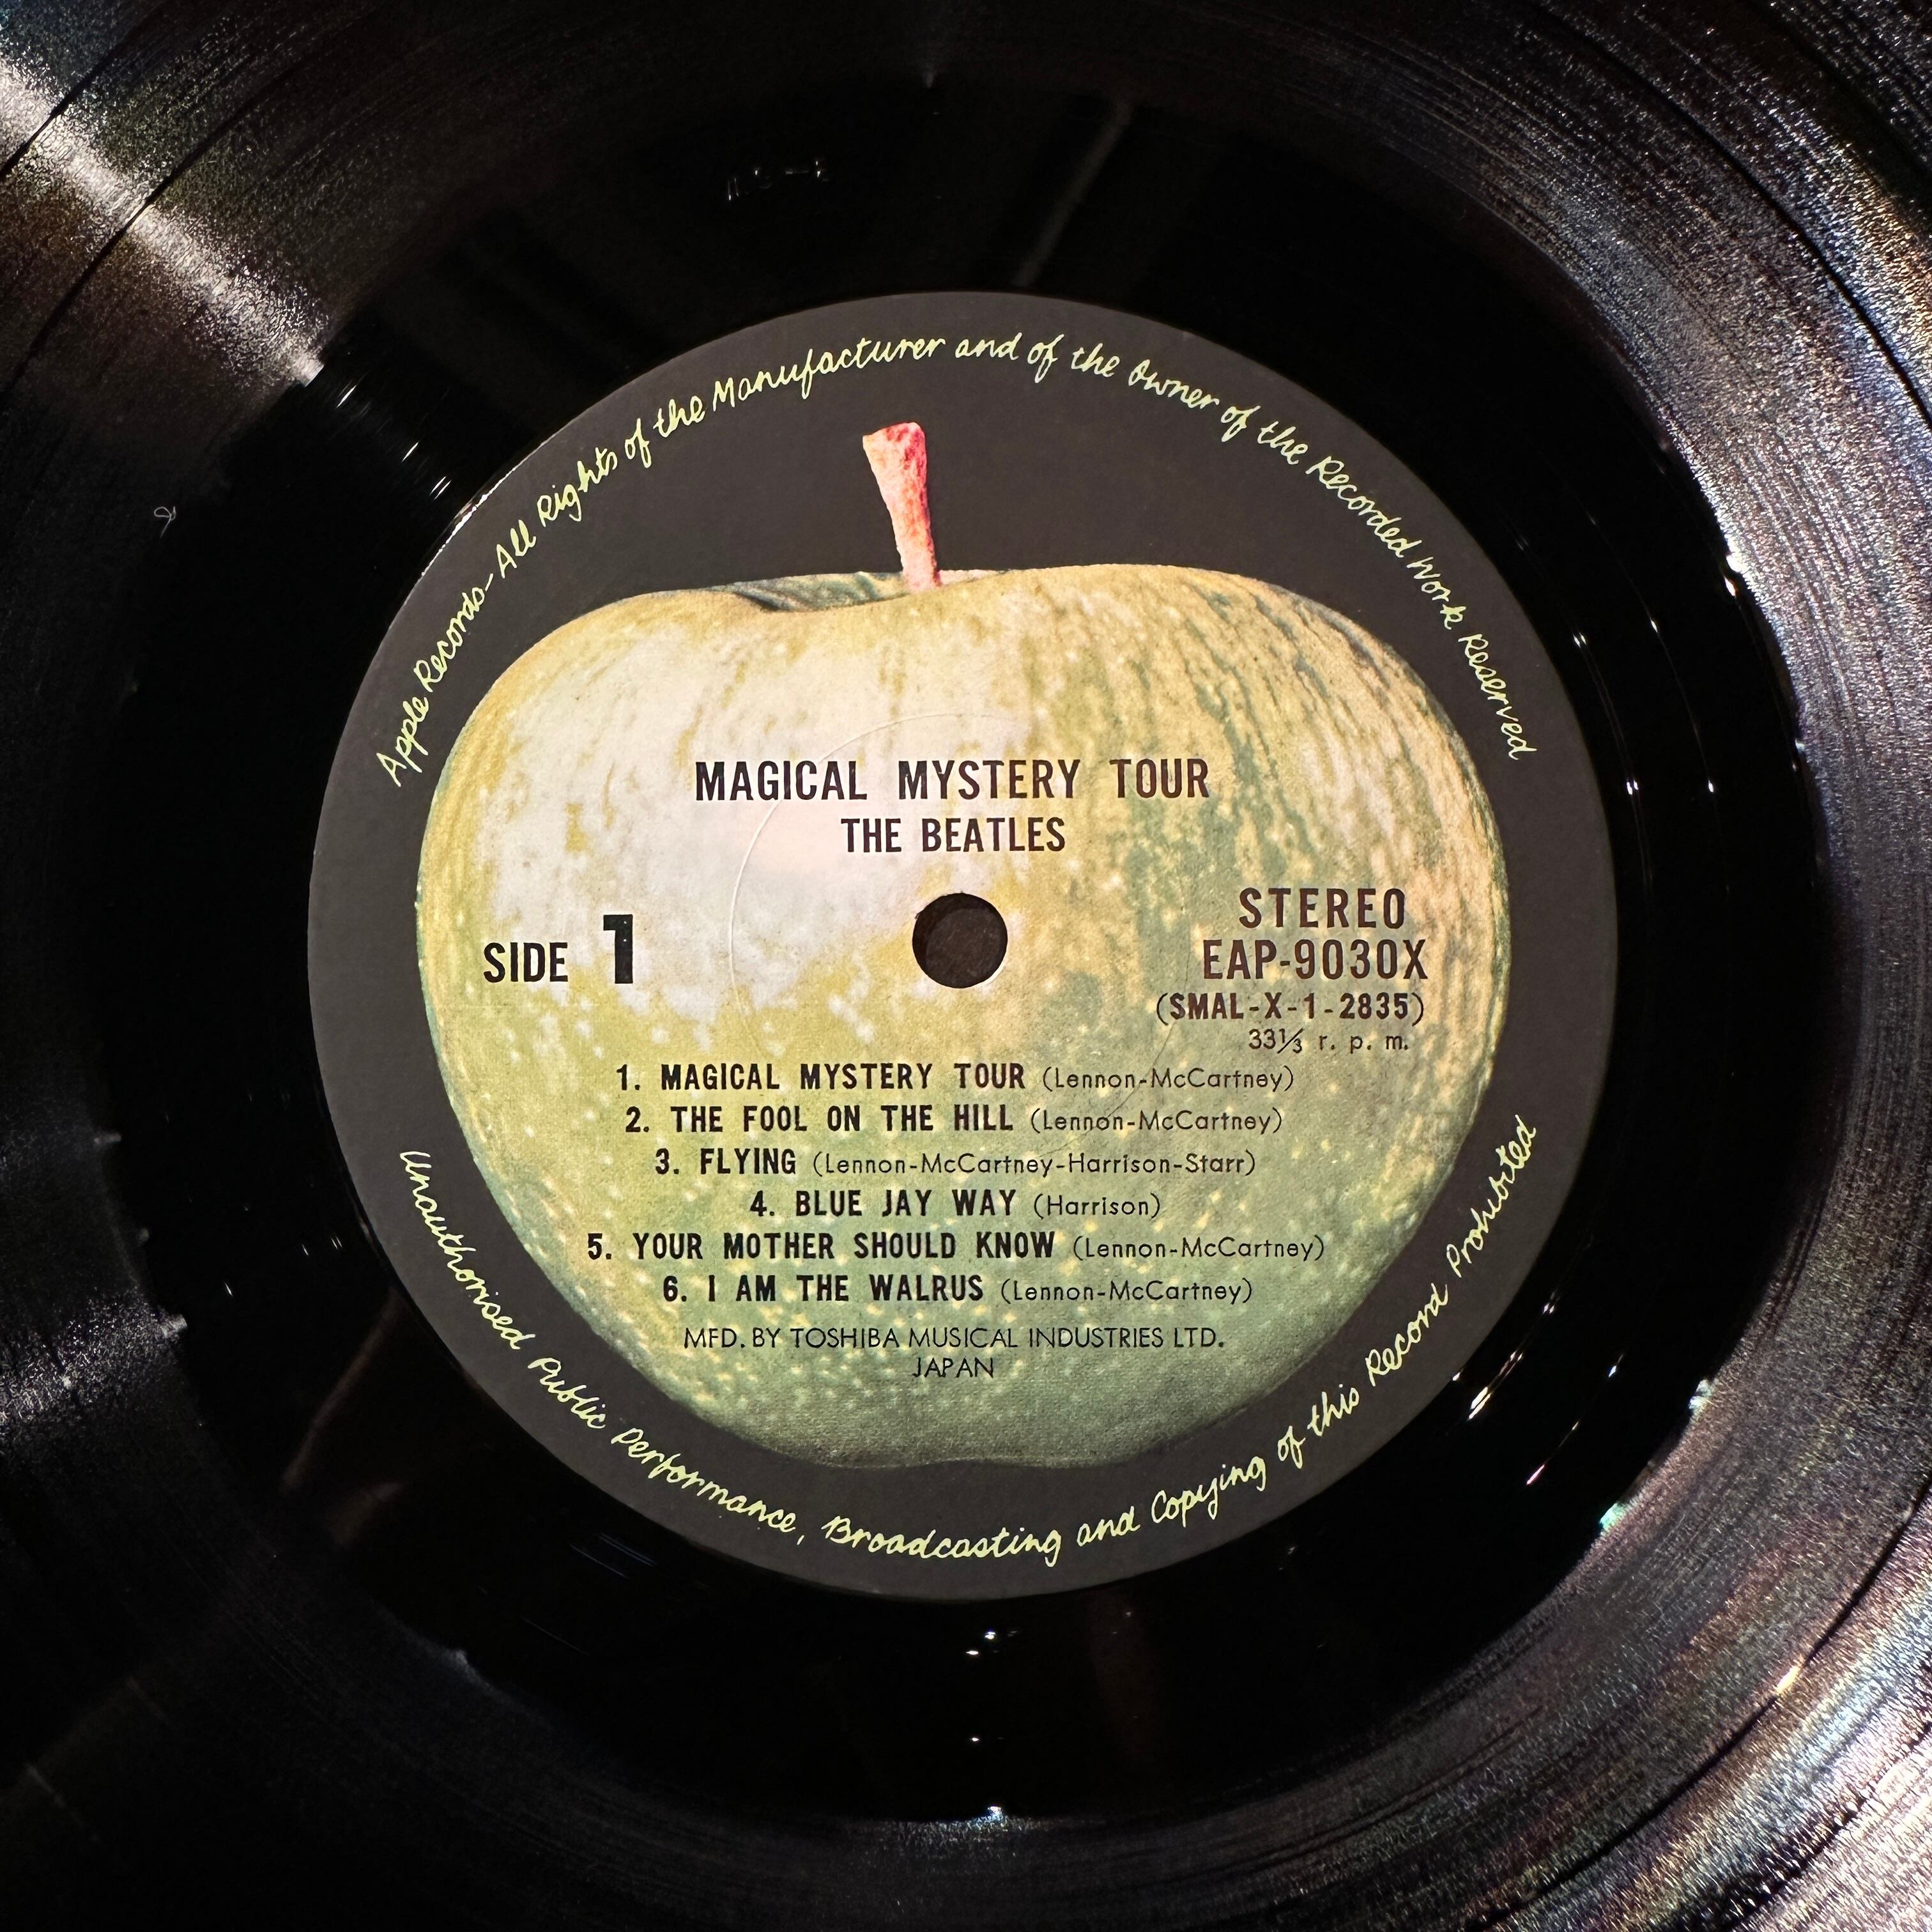 Apple Records–All Rights of the Manufacturer and of the Owner of the Recorded Work Reserved
MAGICAL MYSTERY TOUR
THE BEATLES
SIDE 1
STEREO
EAP-9030X
(SMAL-X-1-2835)
33⅓ r. p. m.
1. MAGICAL MYSTERY TOUR (Lennon-McCartney)
2. THE FOOL ON THE HILL (Lennon-McCartney)
3. FLYING (Lennon-McCartney-Harrison-Starr)
4. BLUE JAY WAY (Harrison)
5. YOUR MOTHER SHOULD KNOW (Lennon-McCartney)
6. I AM THE WALRUS (Lennon-McCartney)
MFD. BY TOSHIBA MUSICAL INDUSTRIES LTD.
JAPAN
Unauthorised Public Performance, Broadcasting and Copying of this Record Prohibited